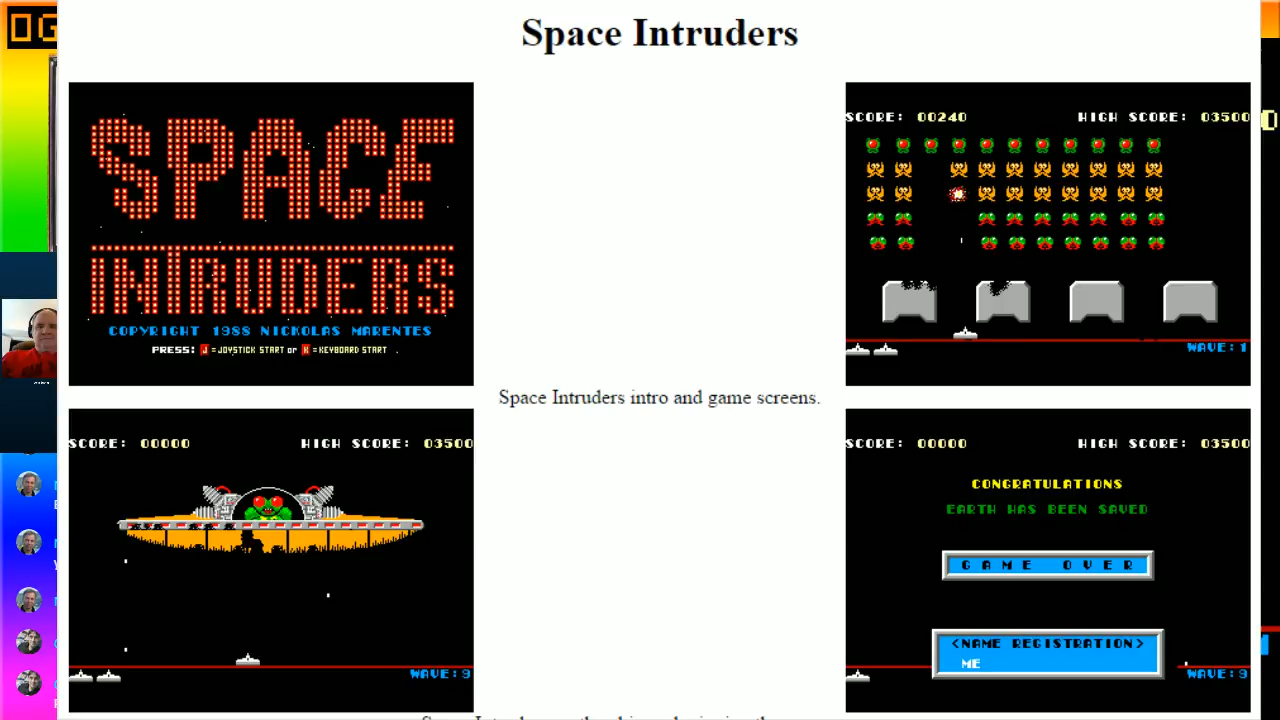 OG
Space Intruders
SPACE
INTRUDERS
COPYRIGHT 1988 NICKOLAS MARENTES
PRESS: J = JOYSTICK START or K = KEYBOARD START .
SCORE: 00240 HIGH SCORE: 03500
WAVE: 1
Space Intruders intro and game screens.
SCORE: 00000 HIGH SCORE: 03500
WAVE: 9
SCORE: 00000 HIGH SCORE: 03500
CONGRATULATIONS
EARTH HAS BEEN SAVED
GAME OVER
<NAME REGISTRATION>
ME
WAVE: 9